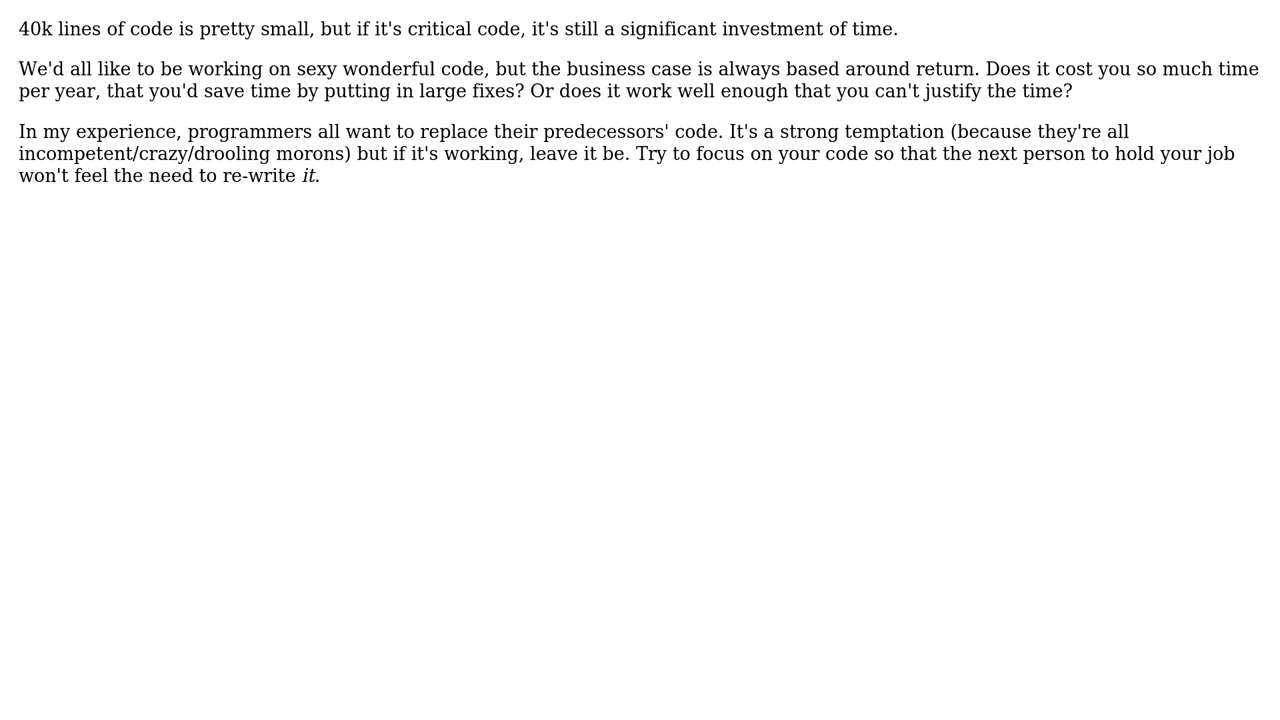 40k lines of code is pretty small, but if it's critical code, it's still a significant investment of time.
We'd all like to be working on sexy wonderful code, but the business case is always based around return. Does it cost you so much time
per year, that you'd save time by putting in large fixes? Or does it work well enough that you can't justify the time?
In my experience, programmers all want to replace their predecessors' code. It's a strong temptation (because they're all
incompetent/crazy/drooling morons) but if it's working, leave it be. Try to focus on your code so that the next person to hold your job
won't feel the need to re-write it.